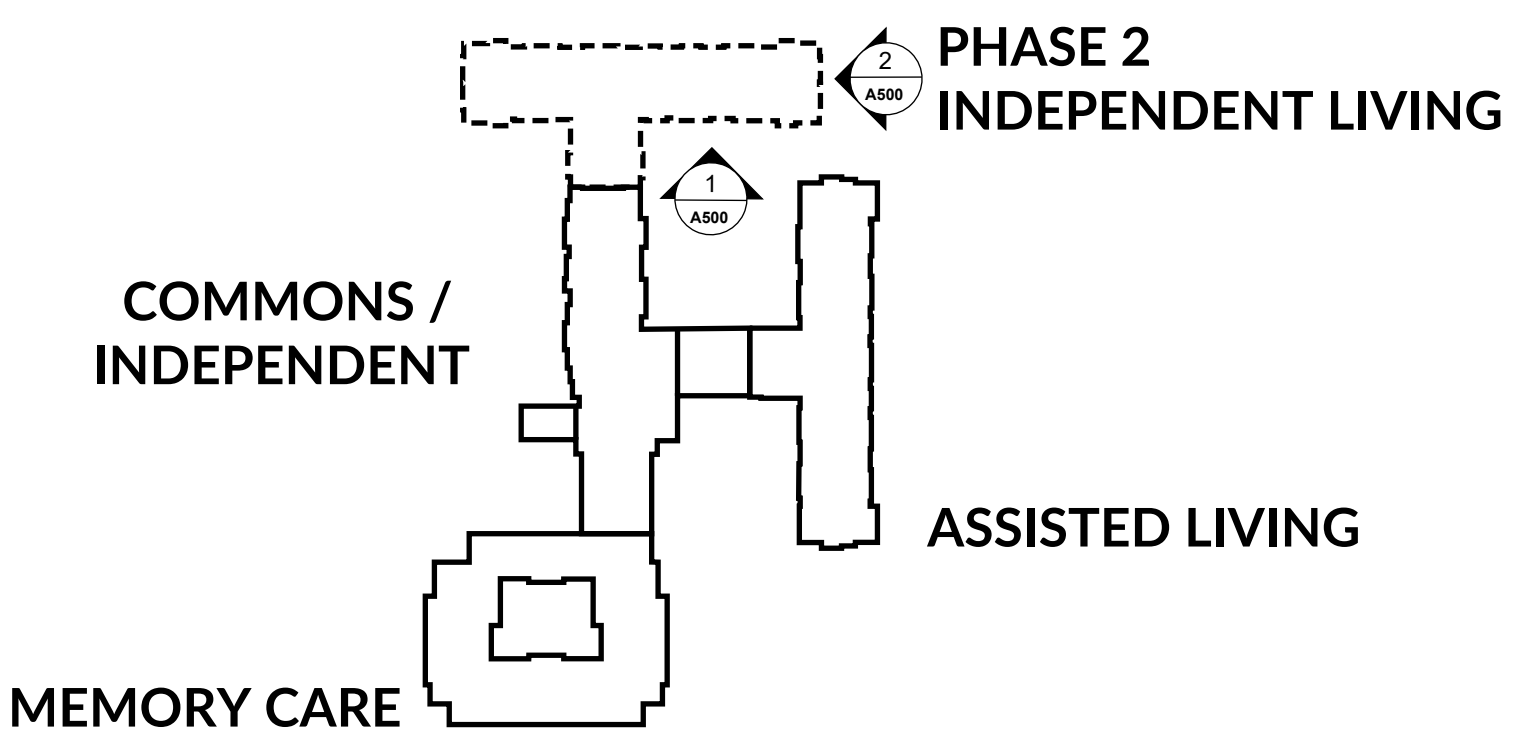 PHASE 2
INDEPENDENT LIVING
2
A500
1
A500
COMMONS /
INDEPENDENT
ASSISTED LIVING
MEMORY CARE